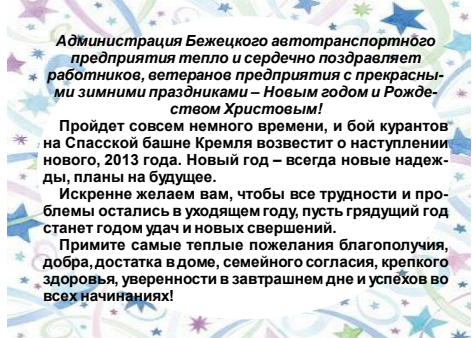 Администрация Бежецкого автотранспортного
предприятия тепло и сердечно поздравляет
работников, ветеранов предприятия с прекрасны-
ми зимними праздниками – Новым годом и Рожде-
ством Христовым!
Пройдет совсем немного времени, и бой курантов
на Спасской башне Кремля возвестит о наступлении
нового, 2013 года. Новый год – всегда новые надеж-
ды, планы на будущее.
Искренне желаем вам, чтобы все трудности и про-
блемы остались в уходящем году, пусть грядущий год
станет годом удач и новых свершений.
Примите самые теплые пожелания благополучия,
добра, достатка в доме, семейного согласия, крепкого
здоровья, уверенности в завтрашнем дне и успехов во
всех начинаниях!